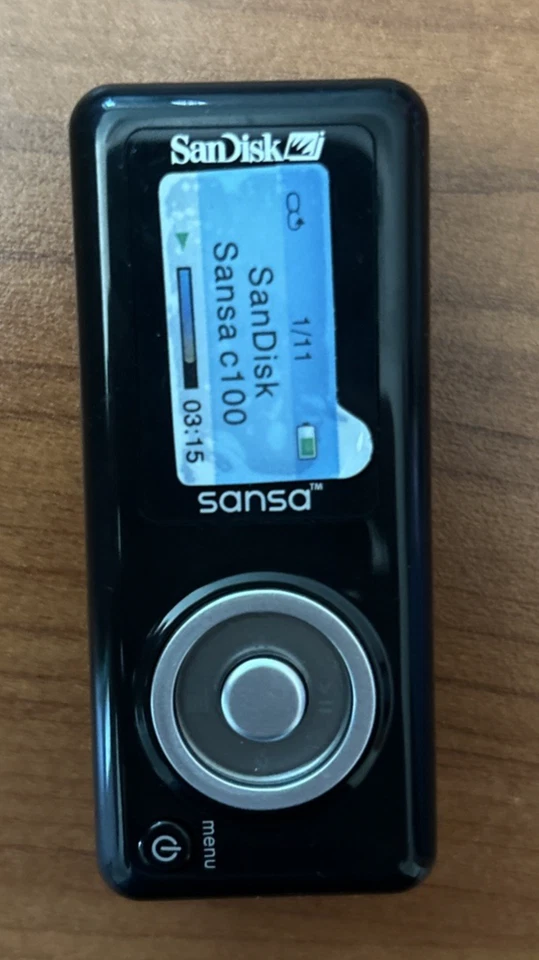 SanDisk
1/11
SanDisk
Sansa c100
03:15
sansa™
menu